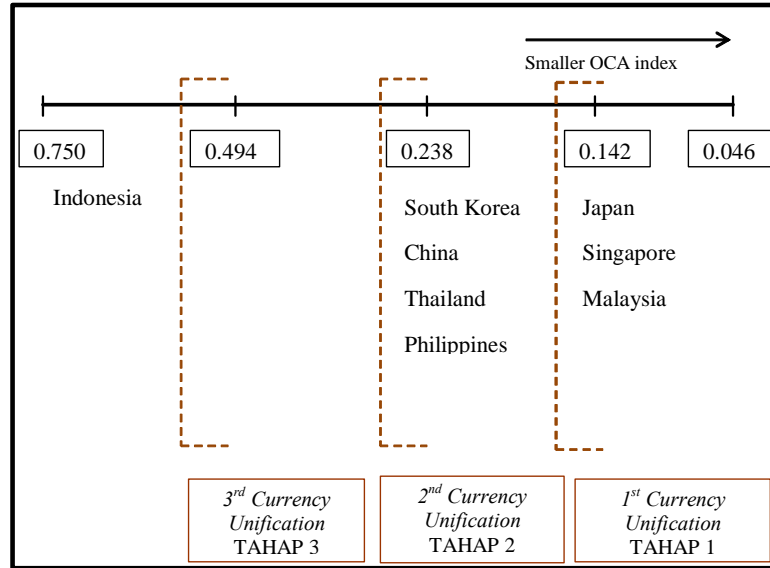 Smaller OCA index
0.750
0.494
0.238
0.142
0.046
Indonesia
South Korea
China
Thailand
Philippines
Japan
Singapore
Malaysia
3rd Currency
Unification
TAHAP 3
2nd Currency
Unification
TAHAP 2
1st Currency
Unification
TAHAP 1